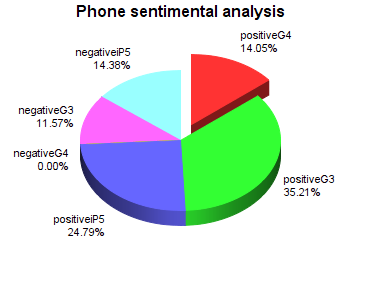 Phone sentimental analysis
positiveG4
14.05%
positiveG3
35.21%
positiveiP5
24.79%
negativeG4
0.00%
negativeG3
11.57%
negativeiP5
14.38%